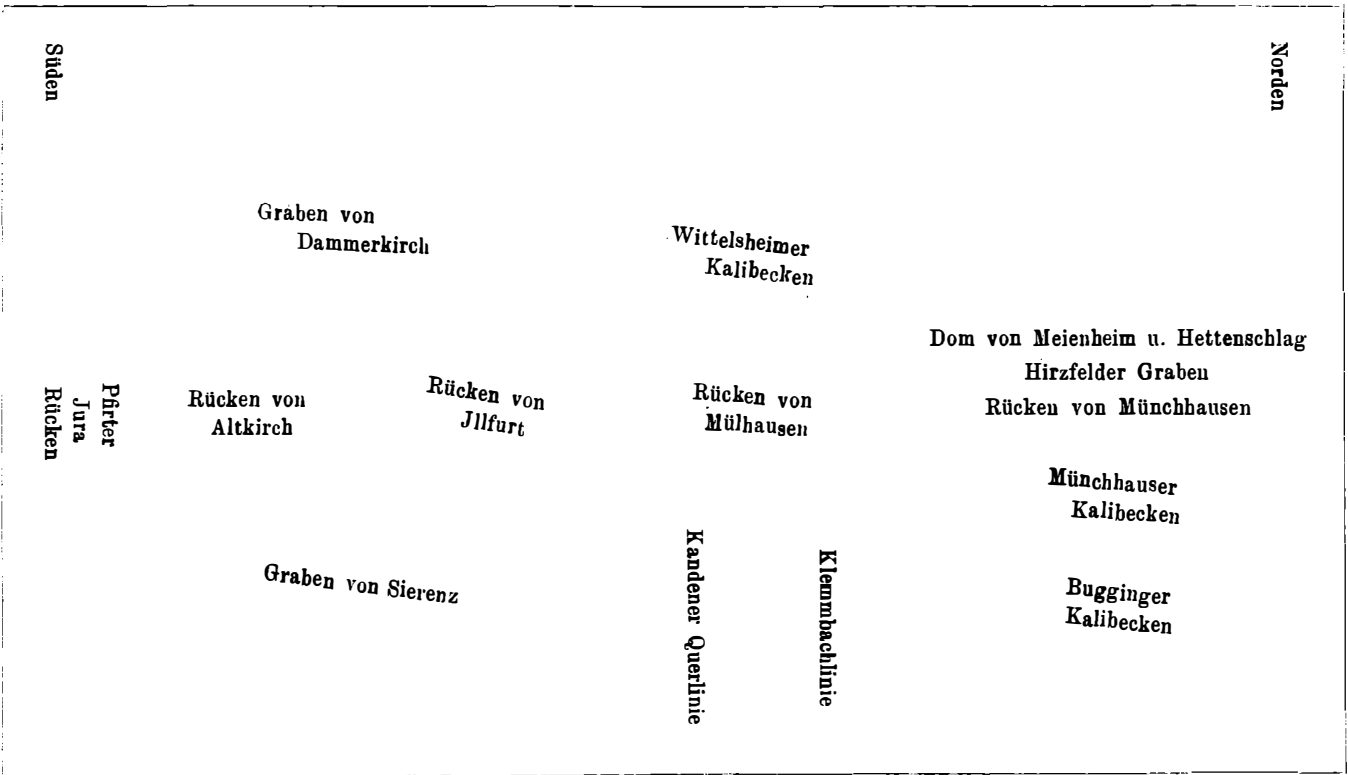 Süden
Norden
Graben von
Dammerkirch
Wittelsheimer
Kalibecken
Dom von Meienheim u. Hettenschlag
Hirzfelder Graben
Rücken von Münchhausen
Pfirter
Jura
Rücken
Rücken von
Altkirch
Rücken von
Jllfurt
Rücken von
Mülhausen
Münchhauser
Kalibecken
Graben von Sierenz
Kandener Querlinie
Klemmbachlinie
Bugginger
Kalibecken